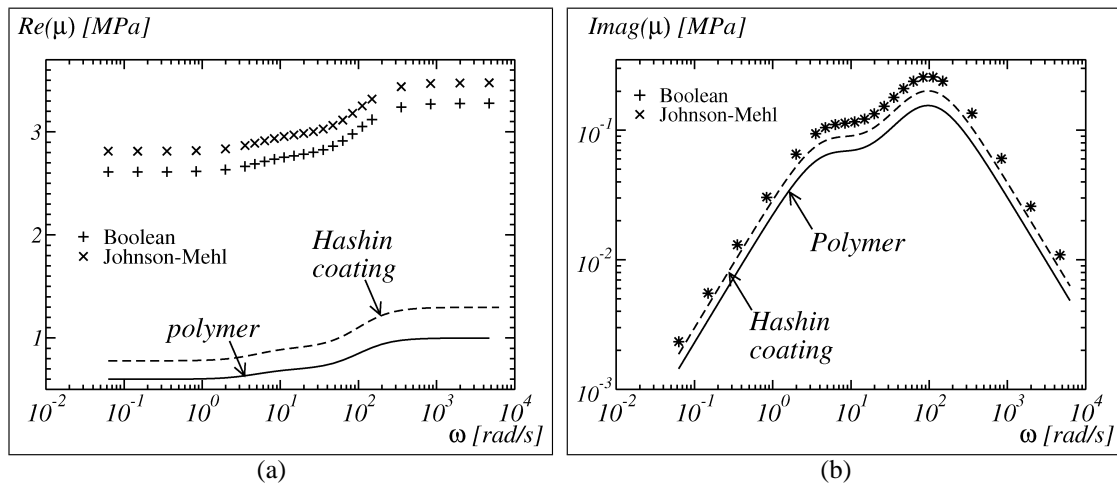 Re(μ) [MPa]
3
2
1
+ Boolean
× Johnson-Mehl
Hashin
coating
polymer
10^-2 10^-1 10^0 10^1 10^2 10^3 10^4
ω [rad/s]
(a)
Imag(μ) [MPa]
10^-1
10^-2
10^-3
+ Boolean
× Johnson-Mehl
Polymer
Hashin
coating
10^-2 10^-1 10^0 10^1 10^2 10^3 10^4
ω [rad/s]
(b)